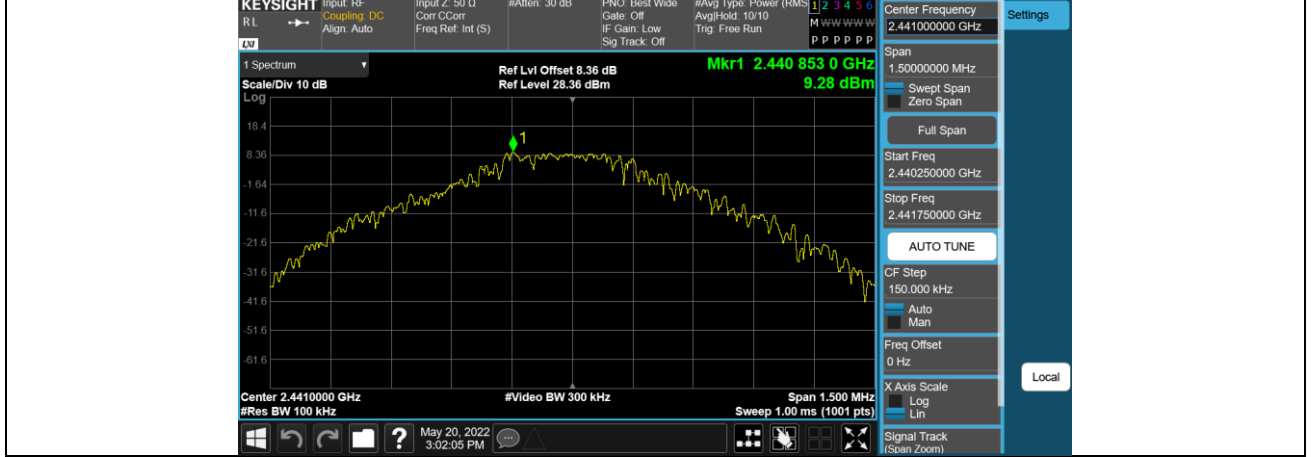 KEYSIGHT
RL
LXI
Input: RF
Coupling: DC
Align: Auto
Input Z: 50 Ω
Corr CCorr
Freq Ref: Int (S)
#Atten: 30 dB
PNO: Best Wide
Gate: Off
IF Gain: Low
Sig Track: Off
#Avg Type: Power (RMS
Avg|Hold: 10/10
Trig: Free Run
1 2 3 4 5 6
M W W W W W
P P P P P P
1 Spectrum
Scale/Div 10 dB
Ref Lvl Offset 8.36 dB
Ref Level 28.36 dBm
Mkr1 2.440 853 0 GHz
9.28 dBm
Log
1
18.4
8.36
-1.64
-11.6
-21.6
-31.6
-41.6
-51.6
-61.6
Center 2.4410000 GHz
#Video BW 300 kHz
Span 1.500 MHz
#Res BW 100 kHz
Sweep 1.00 ms (1001 pts)
?
May 20, 2022
3:02:05 PM
Center Frequency
2.441000000 GHz
Span
1.50000000 MHz
Swept Span
Zero Span
Full Span
Start Freq
2.440250000 GHz
Stop Freq
2.441750000 GHz
AUTO TUNE
CF Step
150.000 kHz
Auto
Man
Freq Offset
0 Hz
X Axis Scale
Log
Lin
Signal Track
(Span Zoom)
Settings
Local